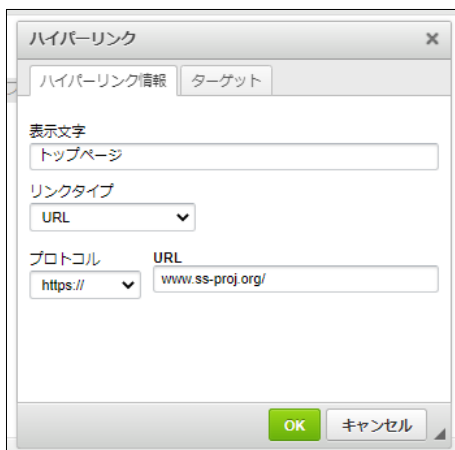 ハイパーリンク
ハイパーリンク情報 ターゲット
表示文字
トップページ
リンクタイプ
URL
プロトコル URL
https:// www.ss-proj.org/
OK キャンセル